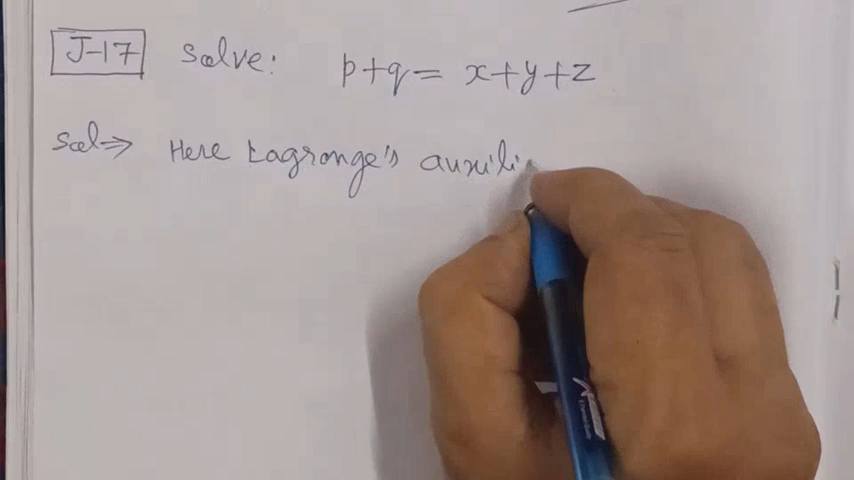 J-17 Solve: p+q= x+y+z
Sol⇒ Here Lagrange's auxili